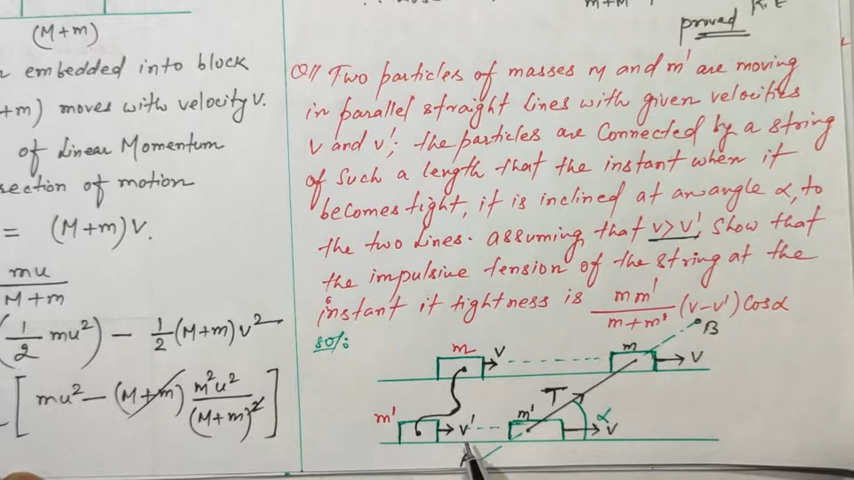 (M+m)
embedded into block
+m) moves with velocity v.
of Linear Momentum
section of motion
= (M+m)V.
mu
M+m
(1/2 mu²) − 1/2 (M+m)v²
[mu² − (M+m) m²u²/(M+m)²]
m+M
proved
K.E
Q11 Two particles of masses m and m' are moving
in parallel straight lines with given velocities
v and v'; the particles are connected by a string
of such a length that the instant when it
becomes tight, it is inclined at an angle α, to
the two lines. assuming that v>v', show that
the impulsive tension of the string at the
instant it tightness is mm'/m+m' (v−v') Cosα
solⁿ:
B
m v m v
T
m' v' m' α v